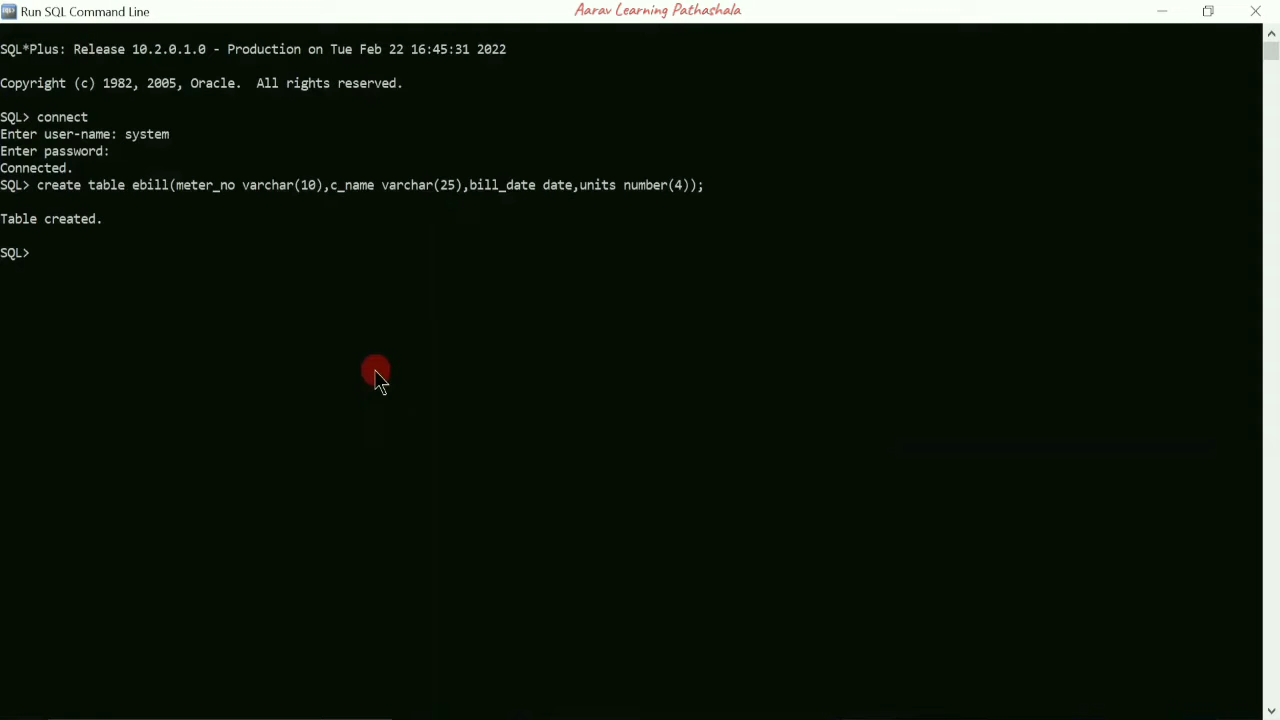 Run SQL Command Line
Aarav Learning Pathashala
SQL*Plus: Release 10.2.0.1.0 - Production on Tue Feb 22 16:45:31 2022
Copyright (c) 1982, 2005, Oracle.  All rights reserved.
SQL> connect
Enter user-name: system
Enter password:
Connected.
SQL> create table ebill(meter_no varchar(10),c_name varchar(25),bill_date date,units number(4));
Table created.
SQL>